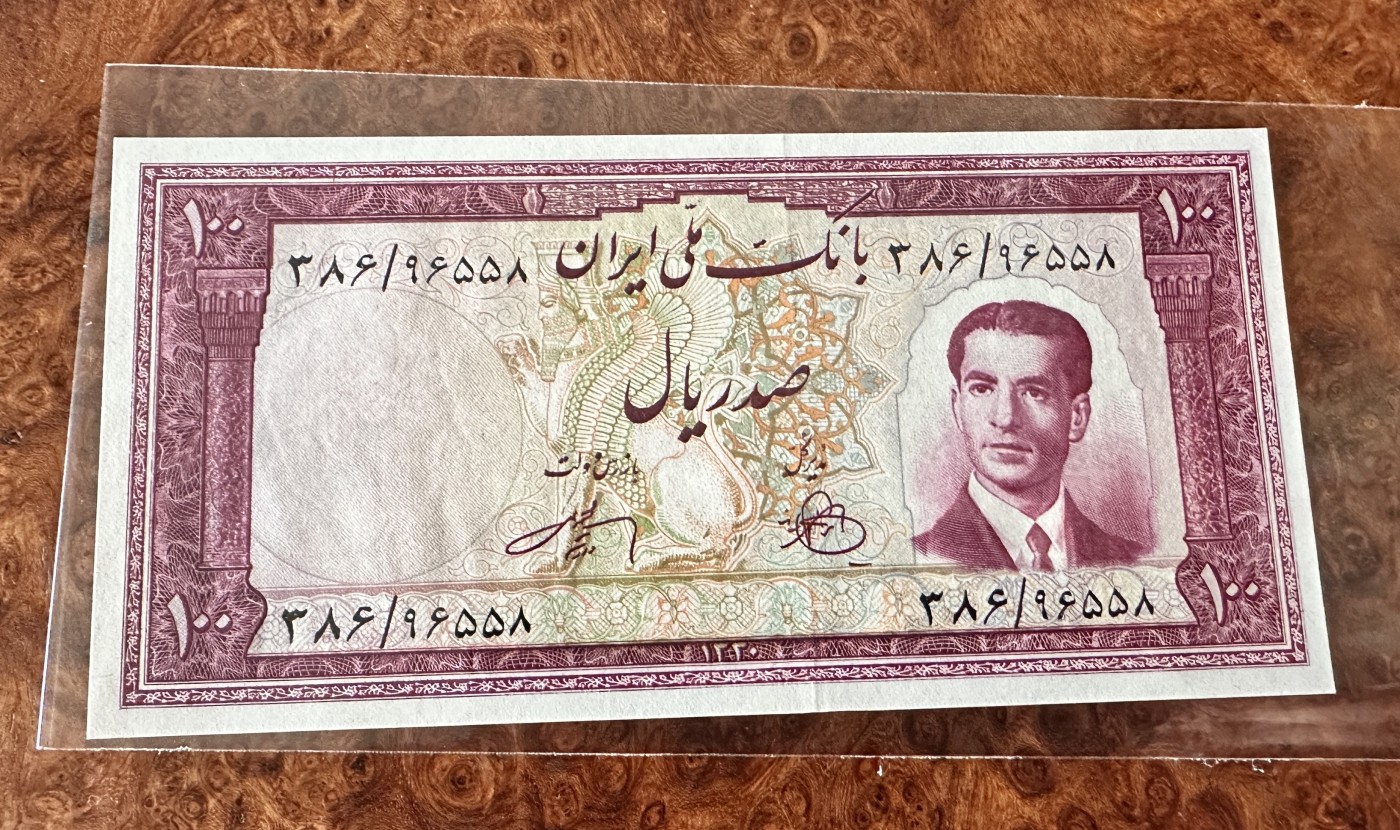 ۱۰۰ ۱۰۰
بانک ملّی ایران
۳۸۶/۹۶۵۵۸ ۳۸۶/۹۶۵۵۸
صد ریال
مدیر کل بازرس دولت
۳۸۶/۹۶۵۵۸ ۳۸۶/۹۶۵۵۸
۱۰۰ ۱۰۰
۱۳۳۰